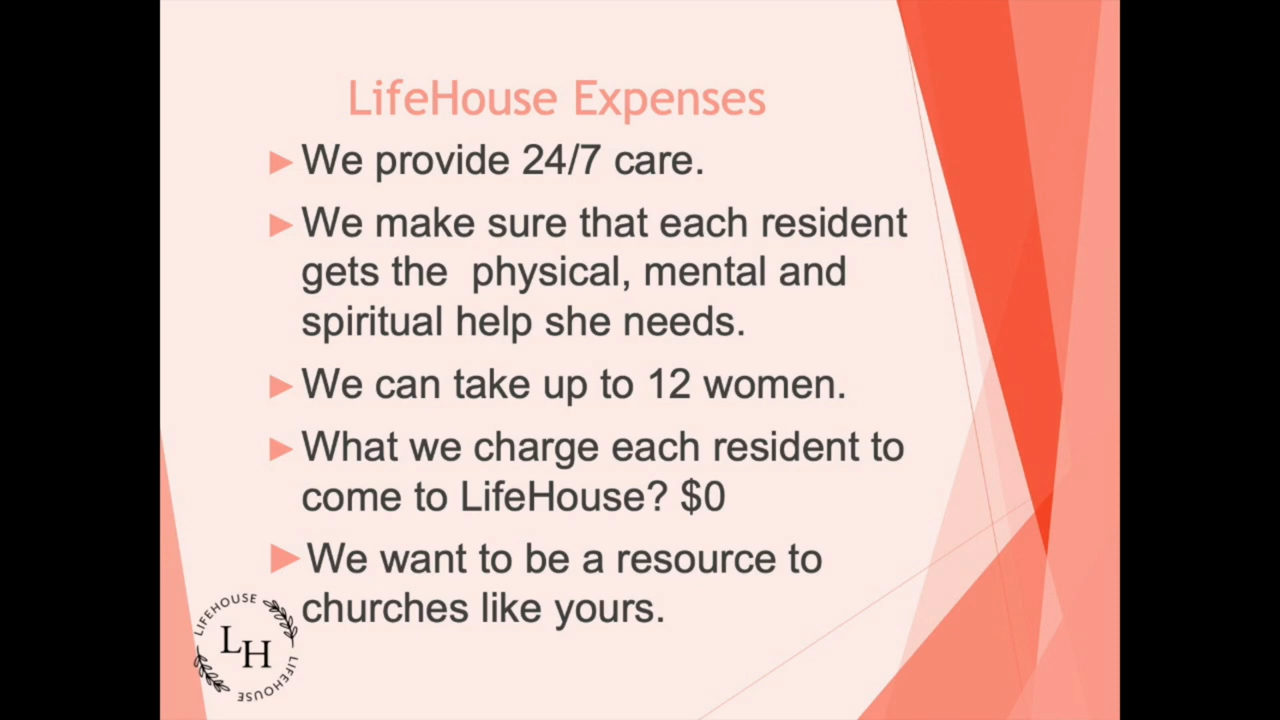 LifeHouse Expenses
We provide 24/7 care.
We make sure that each resident
gets the  physical, mental and
spiritual help she needs.
We can take up to 12 women.
What we charge each resident to
come to LifeHouse? $0
We want to be a resource to
churches like yours.
LIFEHOUSE
LH
LIFEHOUSE